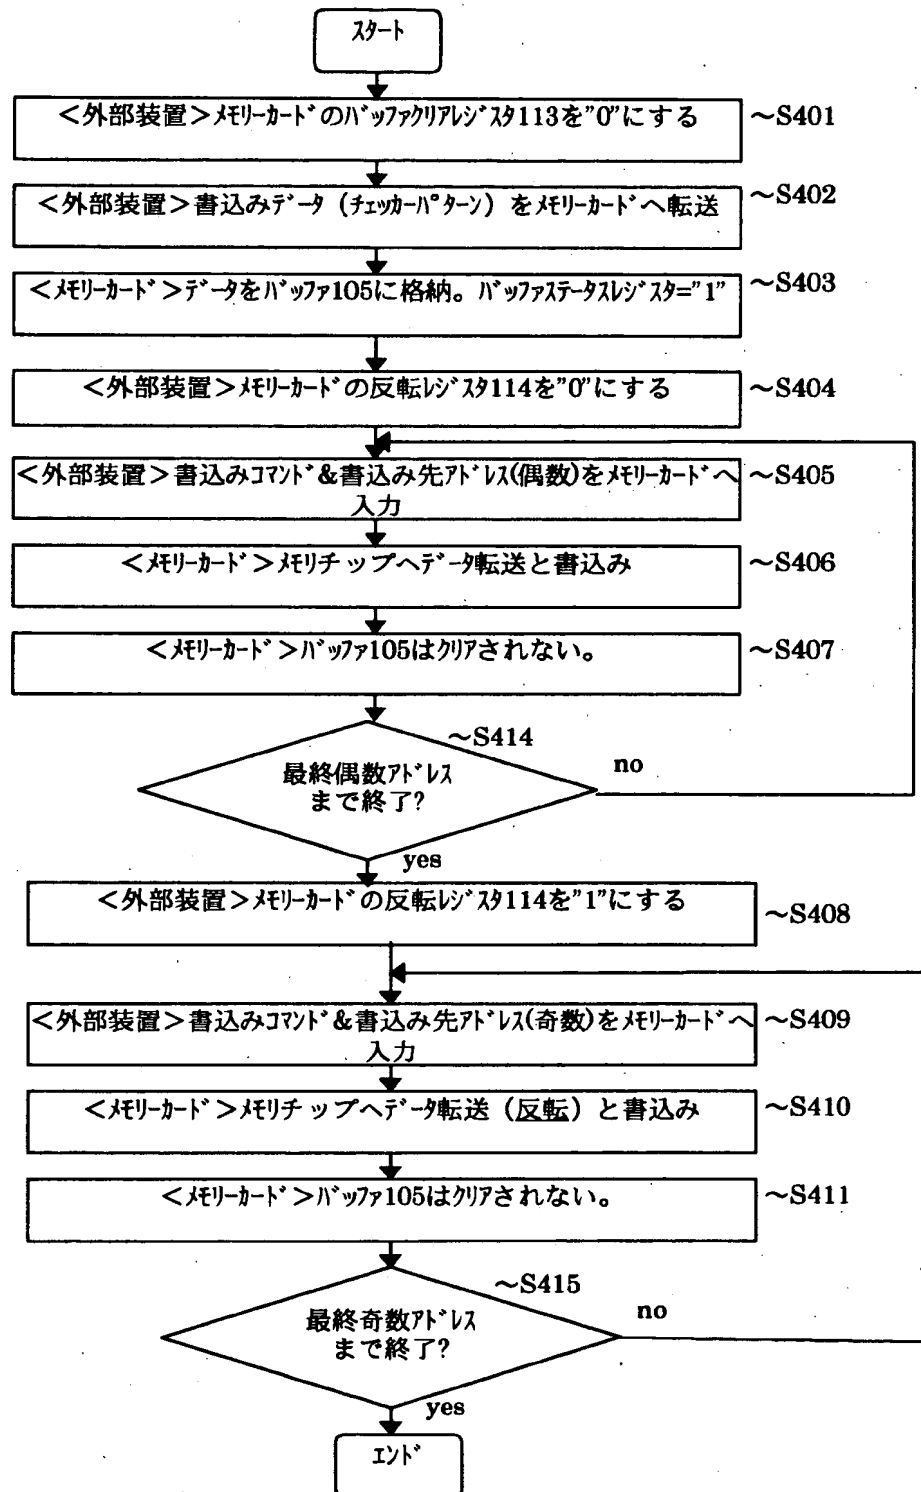 スタート
＜外部装置＞メモリーカードのバッファクリアレジスタ113を”0”にする
～S401
＜外部装置＞書込みデータ（チェッカーパターン）をメモリーカードへ転送
～S402
＜メモリーカード＞データをバッファ105に格納。バッファステータスレジスター=”1”
～S403
＜外部装置＞メモリーカードの反転レジスタ114を”0”にする
～S404
＜外部装置＞書込みコマンド&書込み先アドレス(偶数)をメモリーカードへ
入力
～S405
＜メモリーカード＞メモリチップへデータ転送と書込み
～S406
＜メモリーカード＞バッファ105はクリアされない。
～S407
～S414
最終偶数アドレス
まで終了?
no
yes
＜外部装置＞メモリーカードの反転レジスタ114を”1”にする
～S408
＜外部装置＞書込みコマンド&書込み先アドレス(奇数)をメモリーカードへ
入力
～S409
＜メモリーカード＞メモリチップへデータ転送（反転）と書込み
～S410
＜メモリーカード＞バッファ105はクリアされない。
～S411
～S415
最終奇数アドレス
まで終了?
no
yes
エンド